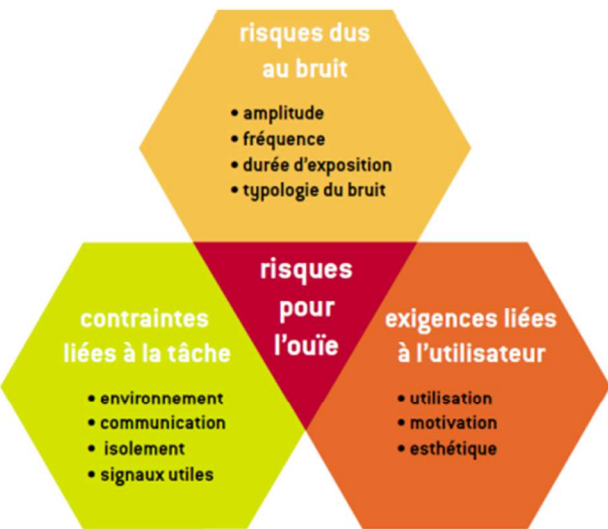 risques dus
au bruit
• amplitude
• fréquence
• durée d'exposition
• typologie du bruit
risques
pour
l'ouïe
contraintes
liées à la tâche
• environnement
• communication
• isolement
• signaux utiles
exigences liées
à l'utilisateur
• utilisation
• motivation
• esthétique